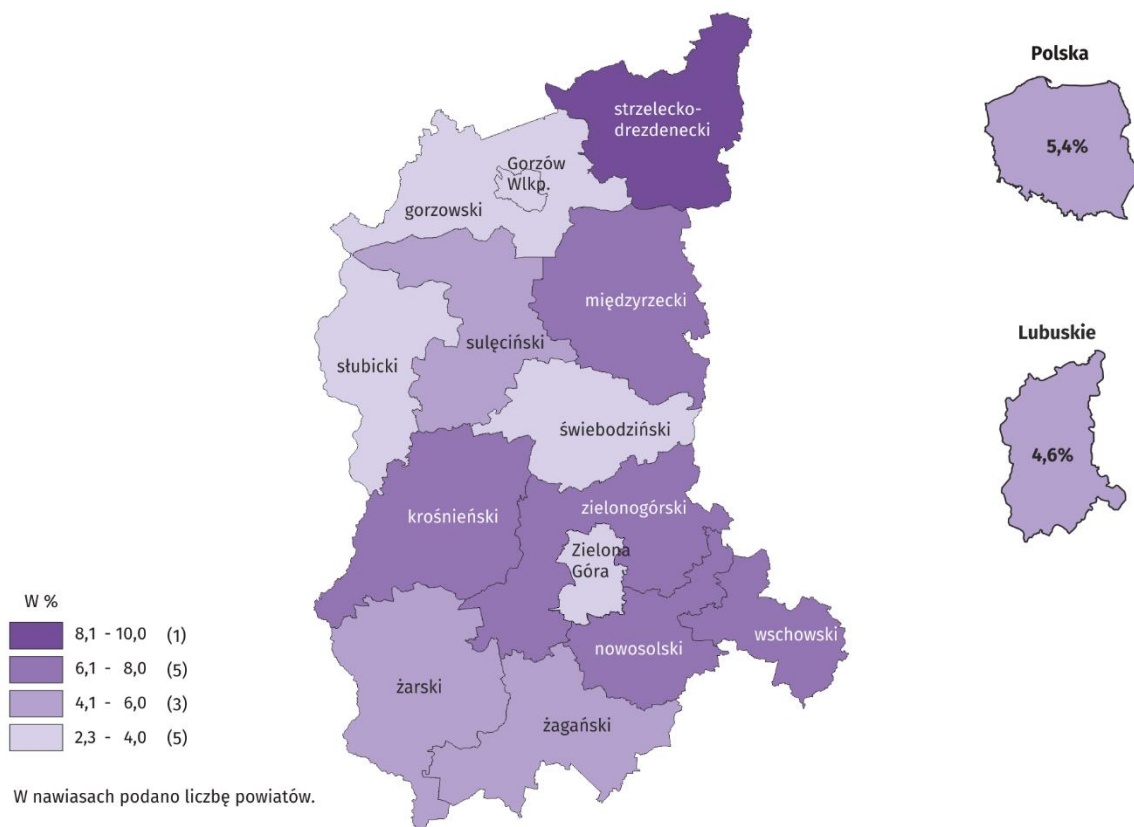 Polska
5,4%
Lubuskie
4,6%
strzelecko-
drezdenecki
Gorzów
Wlkp.
gorzowski
międzyrzecki
sulęciński
słubicki
świebodziński
krośnieński
zielonogórski
Zielona
Góra
nowosolski
wschowski
żarski
żagański
W %
8,1 - 10,0 (1)
6,1 - 8,0 (5)
4,1 - 6,0 (3)
2,3 - 4,0 (5)
W nawiasach podano liczbę powiatów.